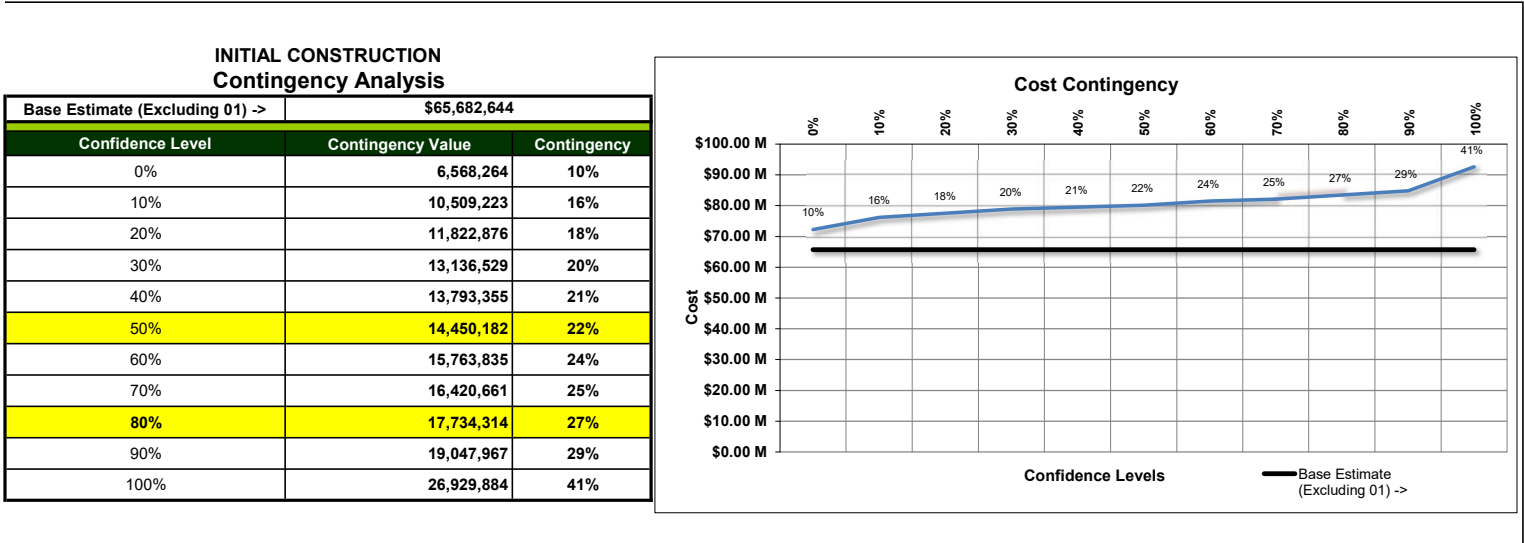 INITIAL CONSTRUCTION
Contingency Analysis
Base Estimate (Excluding 01) -> $65,682,644
Confidence Level Contingency Value Contingency
0% 6,568,264 10%
10% 10,509,223 16%
20% 11,822,876 18%
30% 13,136,529 20%
40% 13,793,355 21%
50% 14,450,182 22%
60% 15,763,835 24%
70% 16,420,661 25%
80% 17,734,314 27%
90% 19,047,967 29%
100% 26,929,884 41%
Cost Contingency
0% 10% 20% 30% 40% 50% 60% 70% 80% 90% 100%
$100.00 M
$90.00 M
$80.00 M
$70.00 M
$60.00 M
$50.00 M
$40.00 M
$30.00 M
$20.00 M
$10.00 M
$0.00 M
Cost
10% 16% 18% 20% 21% 22% 24% 25% 27% 29% 41%
Confidence Levels
Base Estimate
(Excluding 01) ->